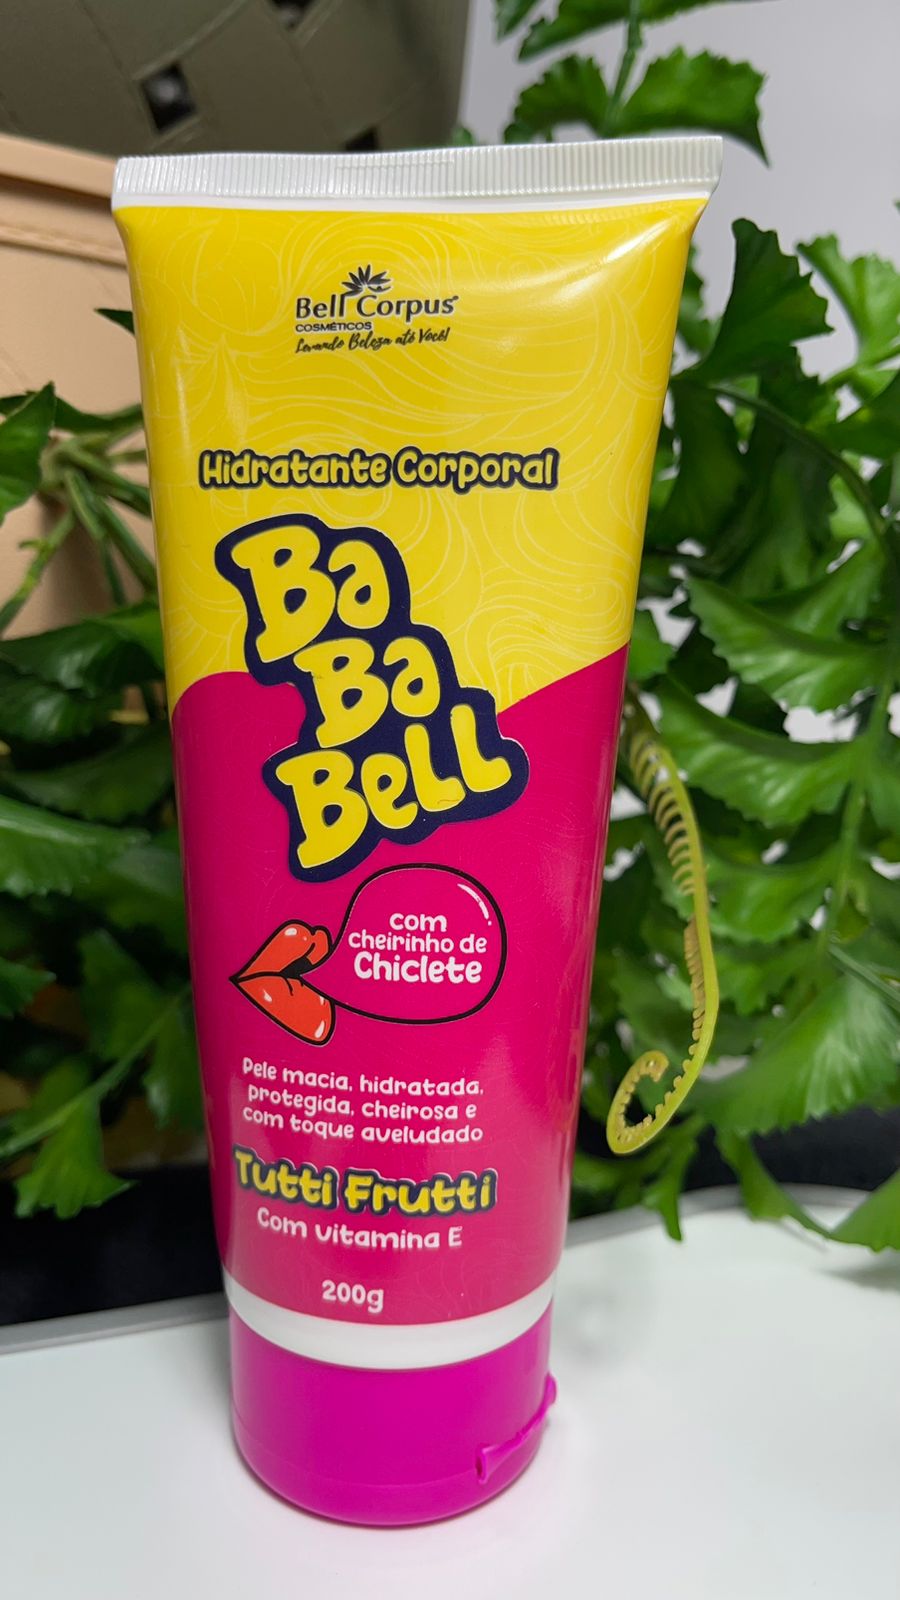 Bell Corpus
COSMÉTICOS
Levando Beleza até Você!
Hidratante Corporal
Ba
Ba
Bell
com
cheirinho de
Chiclete
Pele macia, hidratada,
protegida, cheirosa e
com toque aveludado
Tutti Frutti
Com vitamina E
200g